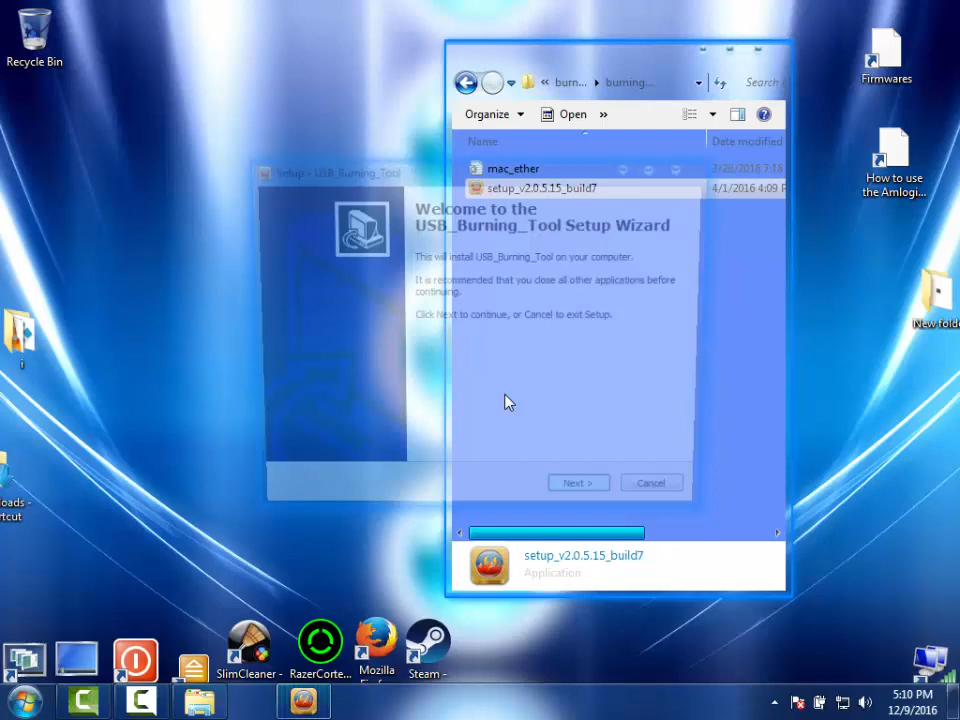 Recycle Bin
Firmwares
How to use
the Amlogi...
New folde
i
oads -
rtcut
burn...
burning...
Search
Organize
Open
»
Name
Date modified
mac_ether
3/28/2016 7:18
setup_v2.0.5.15_build7
4/1/2016 4:09 P
Setup - USB_Burning_Tool
Welcome to the
USB_Burning_Tool Setup Wizard
This will install USB_Burning_Tool on your computer.
It is recommended that you close all other applications before
continuing.
Click Next to continue, or Cancel to exit Setup.
Next >
Cancel
setup_v2.0.5.15_build7
Application
SlimCleaner -
RazerCorte...
Mozilla
Steam -
5:10 PM
12/9/2016